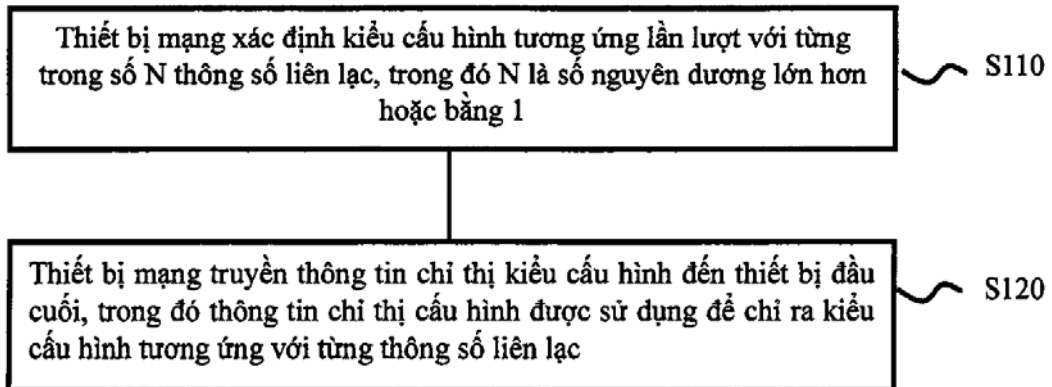 Thiết bị mạng xác định kiểu cấu hình tương ứng lần lượt với từng
trong số N thông số liên lạc, trong đó N là số nguyên dương lớn hơn
hoặc bằng 1
S110
Thiết bị mạng truyền thông tin chỉ thị kiểu cấu hình đến thiết bị đầu
cuối, trong đó thông tin chỉ thị cấu hình được sử dụng để chỉ ra kiểu
cấu hình tương ứng với từng thông số liên lạc
S120